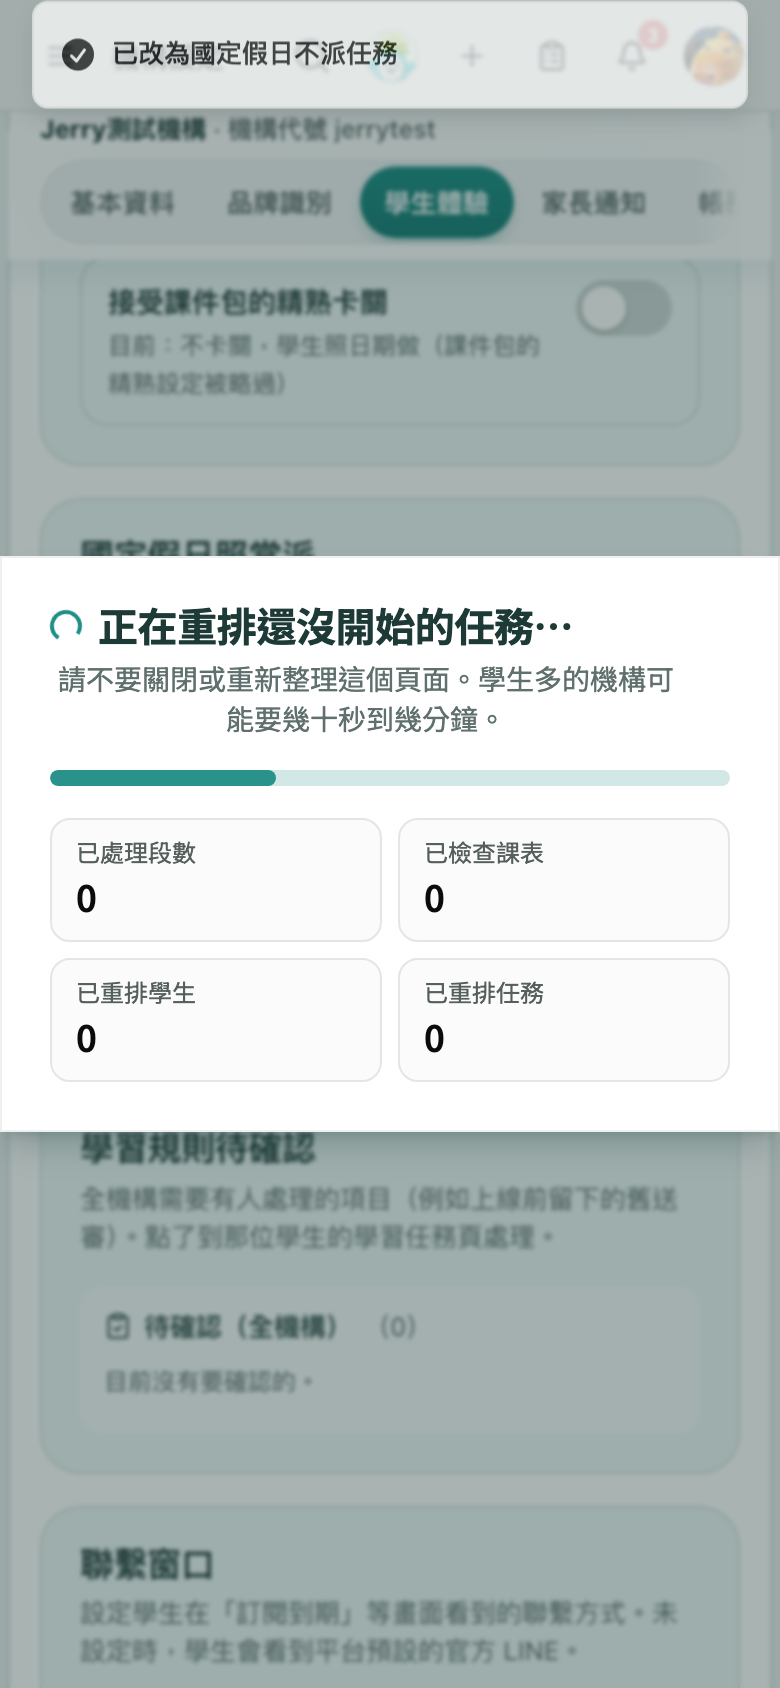 已改為國定假日不派任務
Jerry測試機構 · 機構代號 jerrytest
基本資料
品牌識別
學生體驗
家長通知
接受課件包的精熟卡關
目前：不卡關，學生照日期做（課件包的
精熟設定被略過）
國定假日照常派
正在重排還沒開始的任務⋯
請不要關閉或重新整理這個頁面。學生多的機構可
能要幾十秒到幾分鐘。
已處理段數
0
已檢查課表
0
已重排學生
0
已重排任務
0
學習規則待確認
全機構需要有人處理的項目（例如上線前留下的舊送
審）。點了到那位學生的學習任務頁處理。
待確認（全機構） （0）
目前沒有要確認的。
聯繫窗口
設定學生在「訂閱到期」等畫面看到的聯繫方式。未
設定時，學生會看到平台預設的官方 LINE。